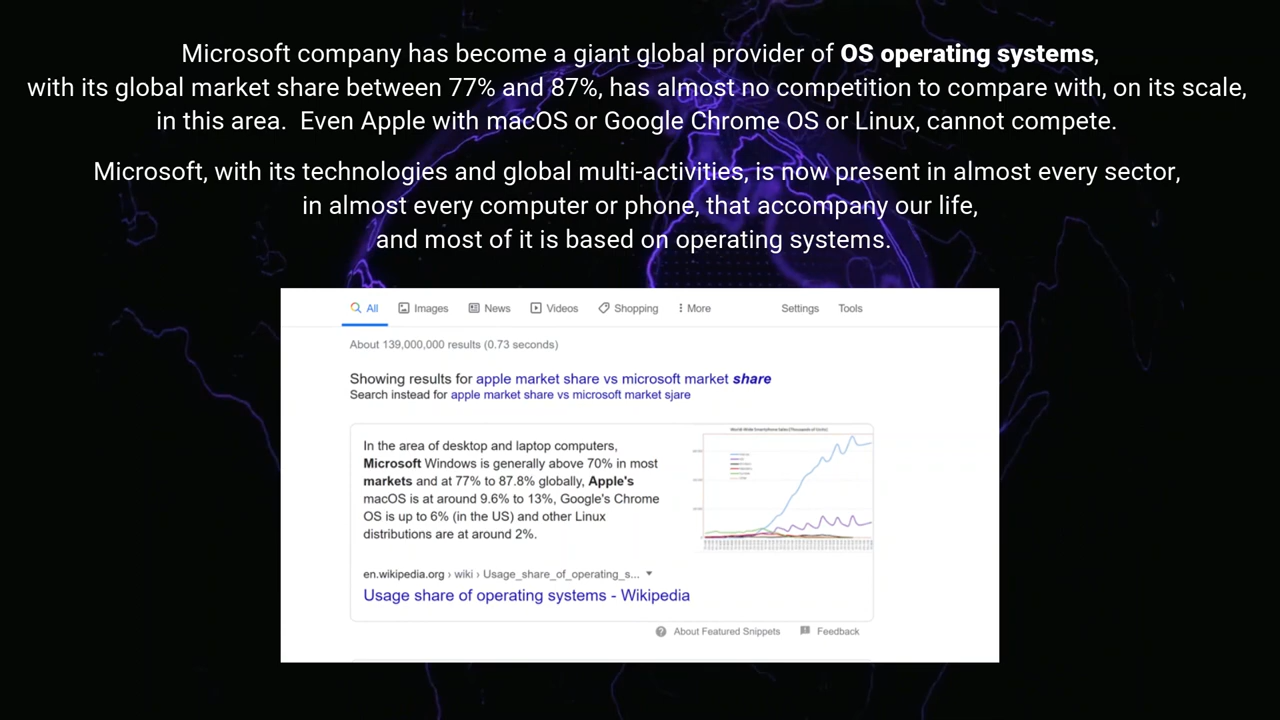 Microsoft company has become a giant global provider of OS operating systems,
with its global market share between 77% and 87%, has almost no competition to compare with, on its scale,
in this area. Even Apple with macOS or Google Chrome OS or Linux, cannot compete.
Microsoft, with its technologies and global multi-activities, is now present in almost every sector,
in almost every computer or phone, that accompany our life,
and most of it is based on operating systems.
All Images News Videos Shopping More Settings Tools
About 139,000,000 results (0.73 seconds)
Showing results for apple market share vs microsoft market share
Search instead for apple market share vs microsoft market sjare
World-Wide Smartphone Sales (Thousands of Units)
In the area of desktop and laptop computers,
Microsoft Windows is generally above 70% in most
markets and at 77% to 87.8% globally, Apple's
macOS is at around 9.6% to 13%, Google's Chrome
OS is up to 6% (in the US) and other Linux
distributions are at around 2%.
en.wikipedia.org › wiki › Usage_share_of_operating_s...
Usage share of operating systems - Wikipedia
About Featured Snippets Feedback